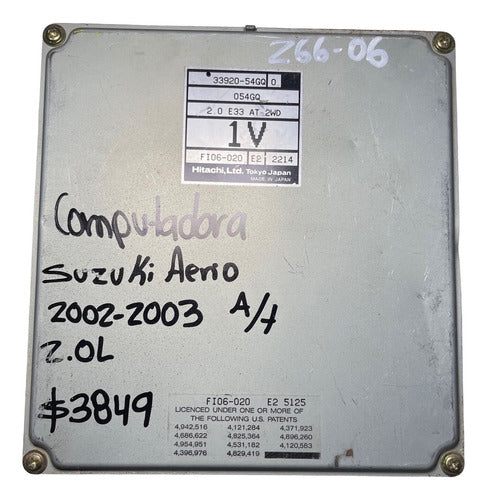 Z66-06
33920-54GQ 0
054GQ
2.0 E33 AT 2WD
1V
FI06-020 E2 2214
Hitachi, Ltd. Tokyo Japan
MADE IN JAPAN
Computadora
Suzuki Aerio
2002-2003 A/t
2.0L
$3849
FI06-020 E2 5125
LICENCED UNDER ONE OR MORE OF
THE FOLLOWING U.S. PATENTS
4,942,516 4,121,284 4,371,923
4,686,622 4,825,364 4,696,260
4,954,951 4,531,182 4,120,583
4,396,976 4,829,419